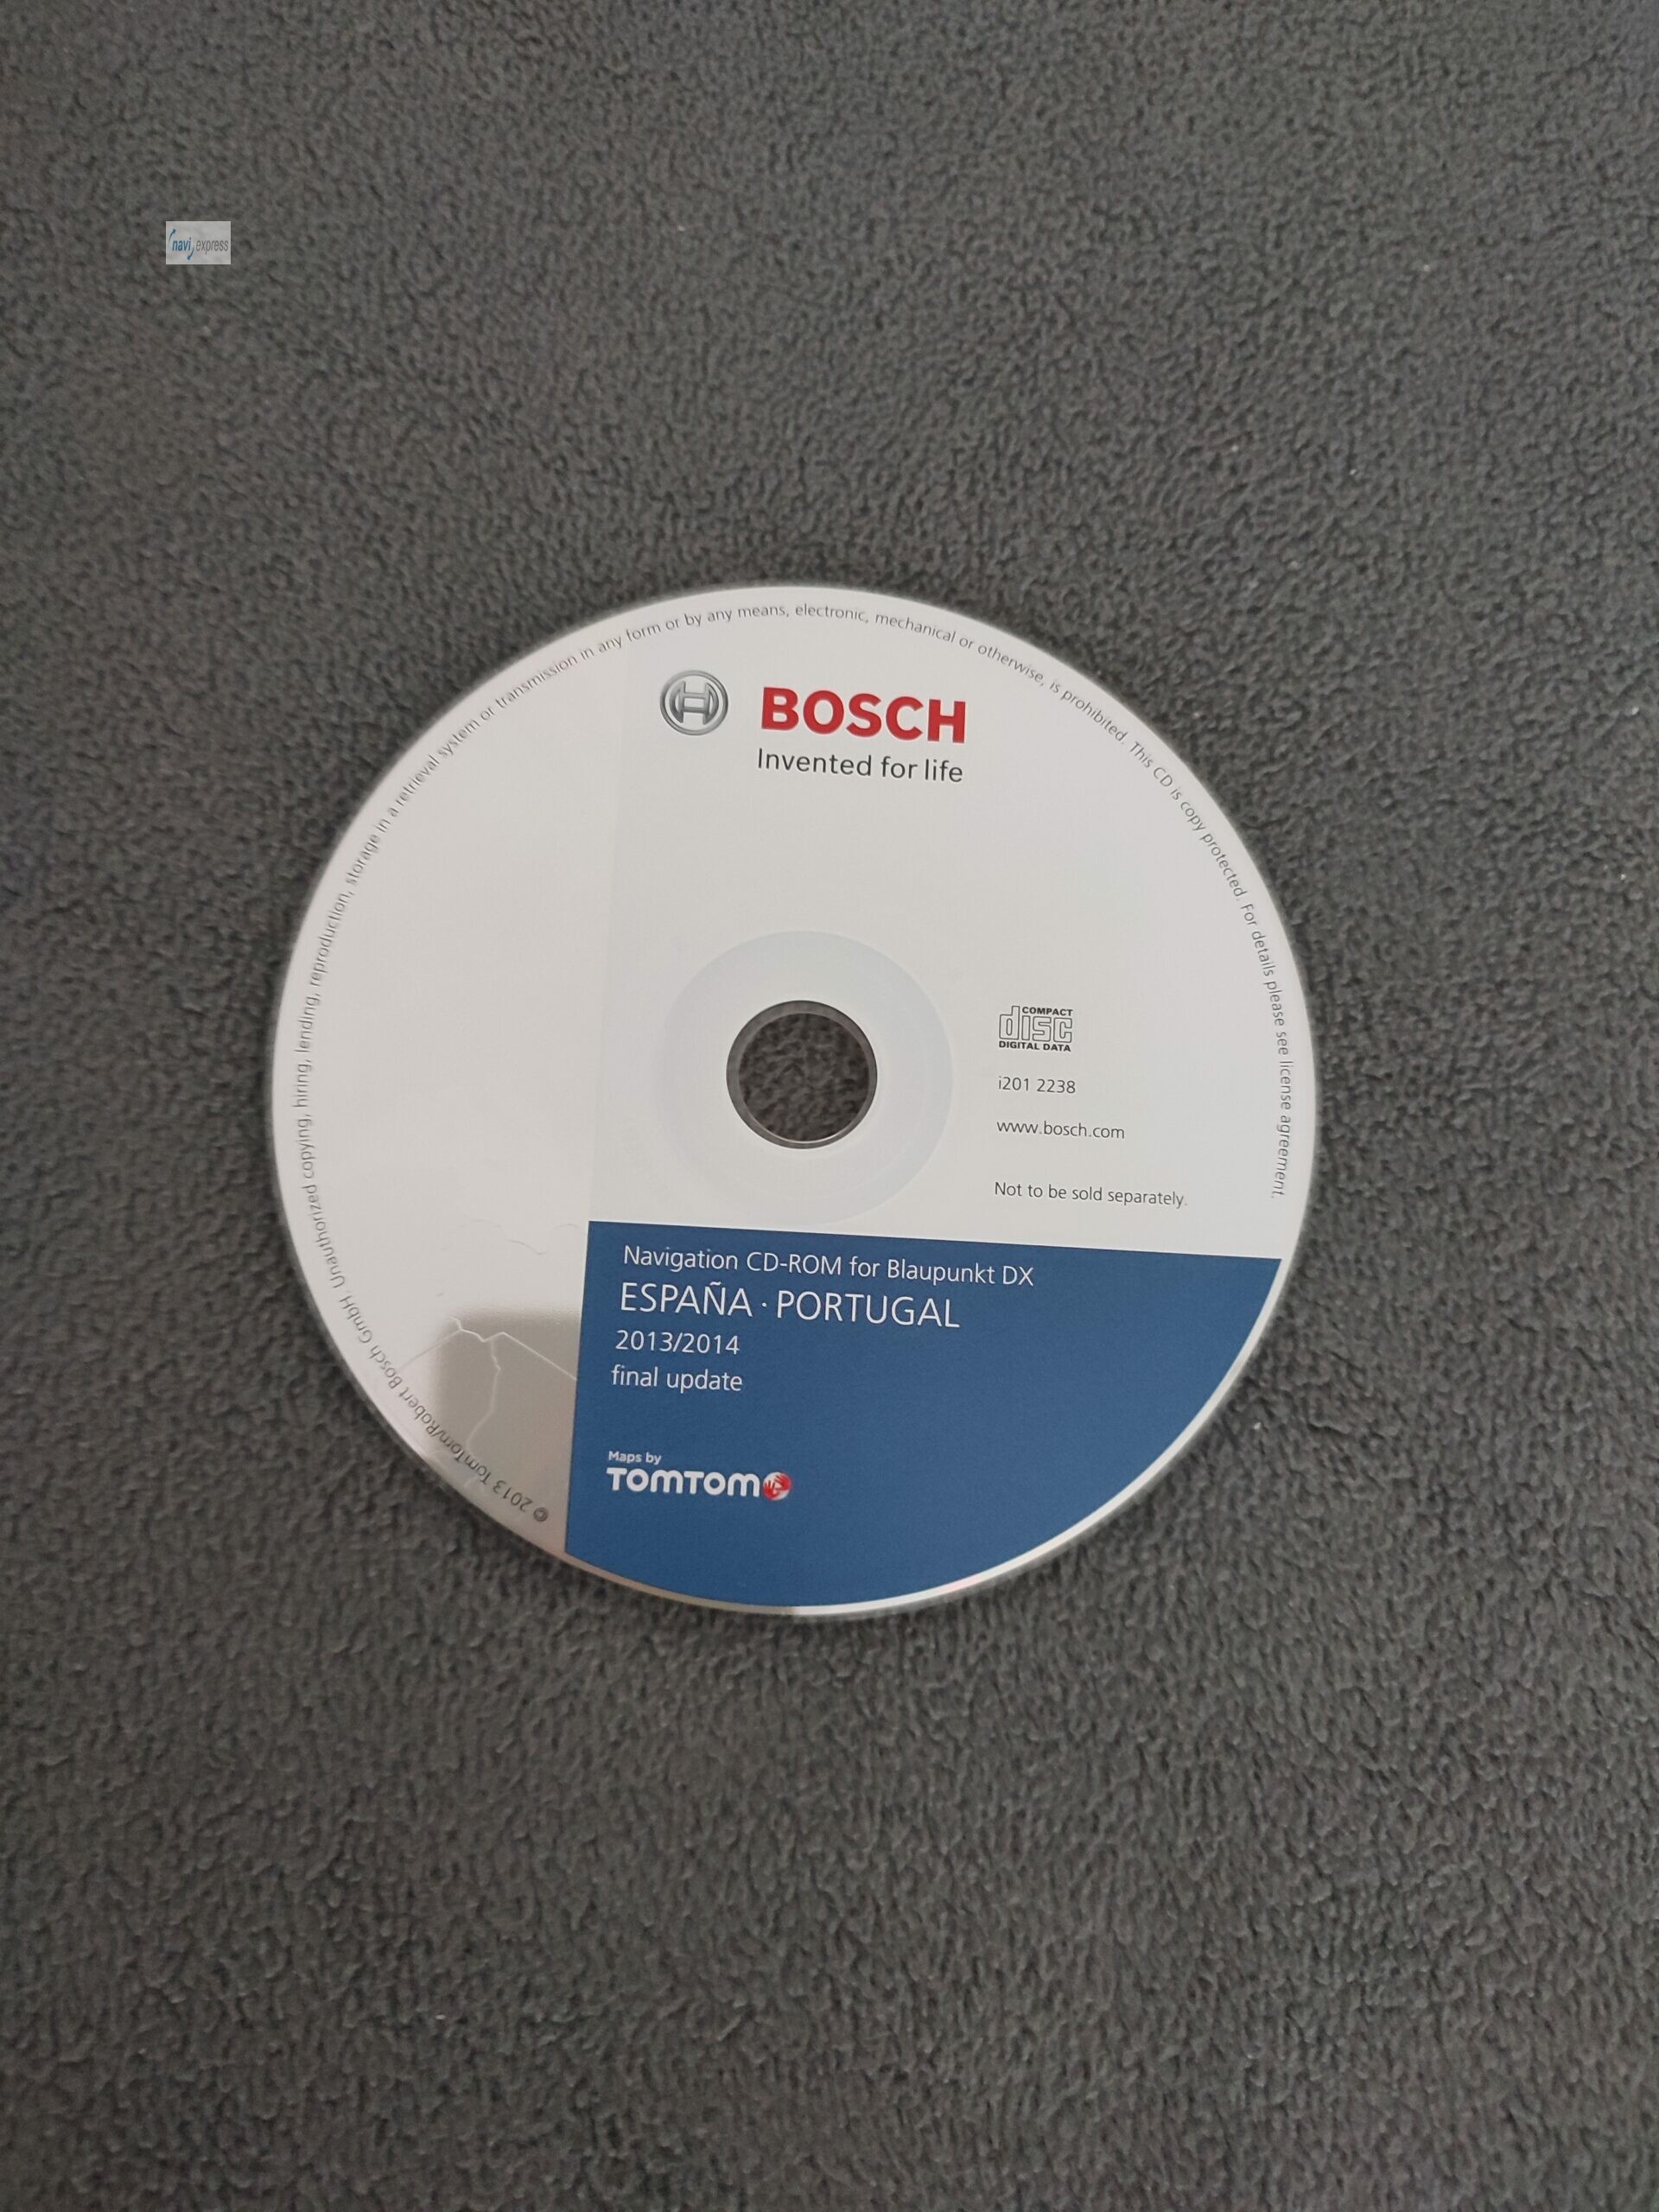 navi express
© 2013 TomTom/Robert Bosch GmbH. Unauthorized copying, hiring, lending, reproduction, storage in a retrieval system or transmission in any form or by any means, electronic, mechanical or otherwise, is prohibited. This CD is copy protected. For details please see license agreement.
BOSCH
Invented for life
COMPACT
disc
DIGITAL DATA
i201 2238
www.bosch.com
Not to be sold separately.
Navigation CD-ROM for Blaupunkt DX
ESPAÑA · PORTUGAL
2013/2014
final update
Maps by
TOMTOM